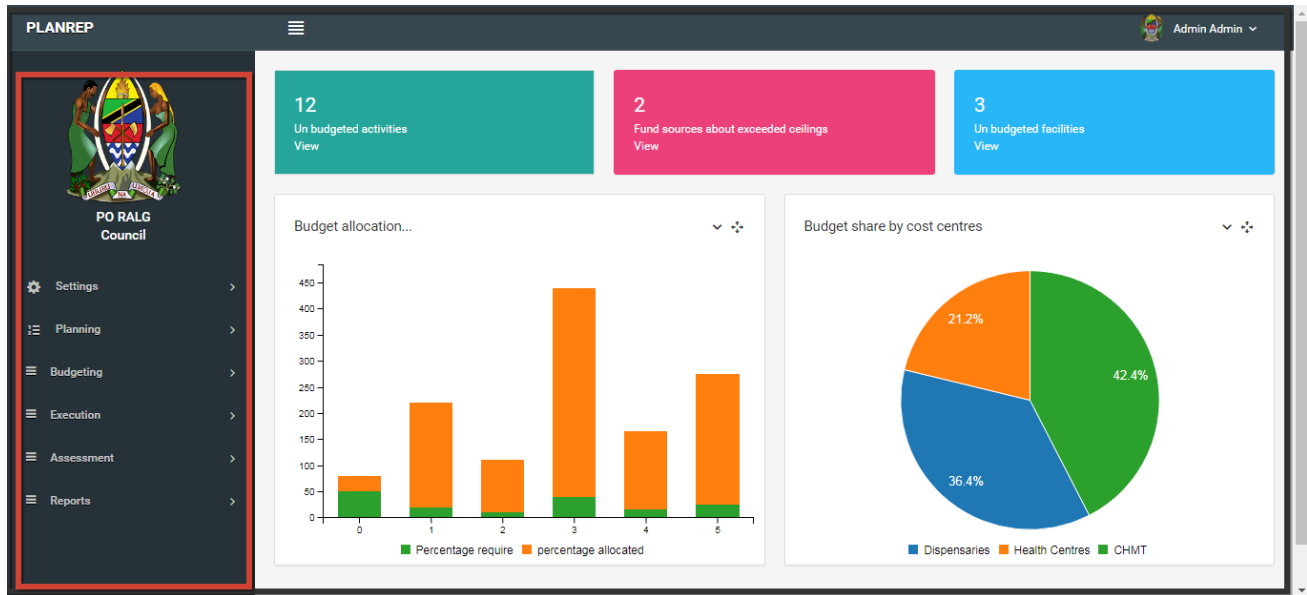 PLANREP
Admin Admin
UHURU NA UMOJA
PO RALG
Council
Settings
Planning
Budgeting
Execution
Assessment
Reports
12
Un budgeted activities
View
2
Fund sources about exceeded ceilings
View
3
Un budgeted facilities
View
Budget allocation...
450
400
350
300
250
200
150
100
50
0
0 1 2 3 4 5
Percentage require percentage allocated
Budget share by cost centres
21.2%
42.4%
36.4%
Dispensaries Health Centres CHMT